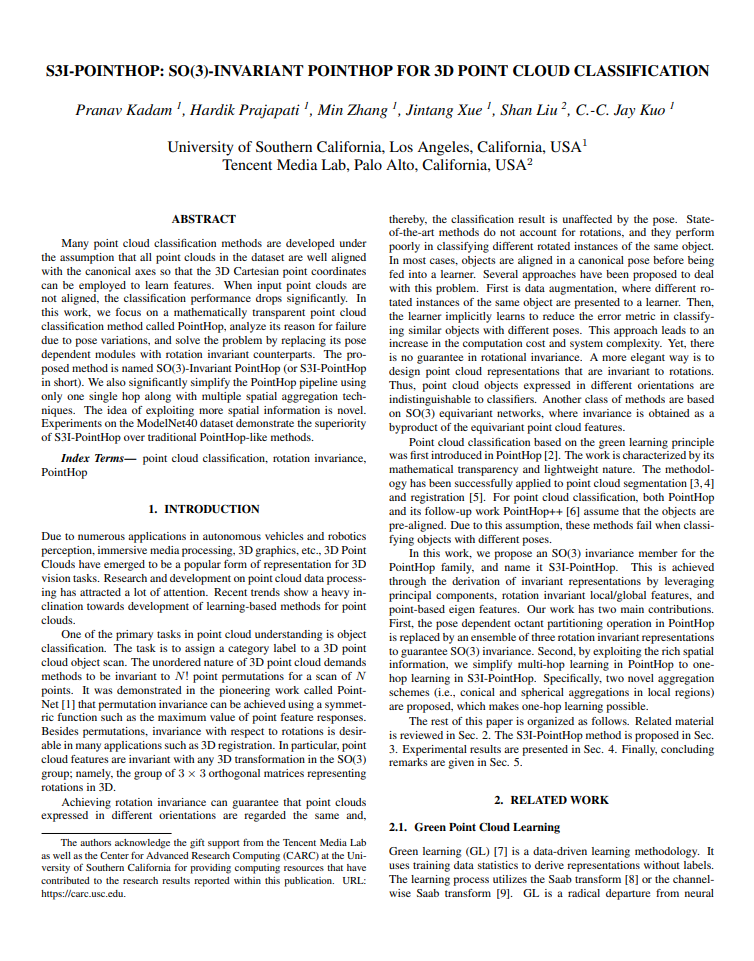 S3I-POINTHOP: SO(3)-INVARIANT POINTHOP FOR 3D POINT CLOUD CLASSIFICATION
Pranav Kadam 1, Hardik Prajapati 1, Min Zhang 1, Jintang Xue 1, Shan Liu 2, C.-C. Jay Kuo 1
University of Southern California, Los Angeles, California, USA1
Tencent Media Lab, Palo Alto, California, USA2
ABSTRACT
Many point cloud classification methods are developed under
the assumption that all point clouds in the dataset are well aligned
with the canonical axes so that the 3D Cartesian point coordinates
can be employed to learn features. When input point clouds are
not aligned, the classification performance drops significantly. In
this work, we focus on a mathematically transparent point cloud
classification method called PointHop, analyze its reason for failure
due to pose variations, and solve the problem by replacing its pose
dependent modules with rotation invariant counterparts. The pro-
posed method is named SO(3)-Invariant PointHop (or S3I-PointHop
in short). We also significantly simplify the PointHop pipeline using
only one single hop along with multiple spatial aggregation tech-
niques. The idea of exploiting more spatial information is novel.
Experiments on the ModelNet40 dataset demonstrate the superiority
of S3I-PointHop over traditional PointHop-like methods.
Index Terms— point cloud classification, rotation invariance,
PointHop
1. INTRODUCTION
Due to numerous applications in autonomous vehicles and robotics
perception, immersive media processing, 3D graphics, etc., 3D Point
Clouds have emerged to be a popular form of representation for 3D
vision tasks. Research and development on point cloud data process-
ing has attracted a lot of attention. Recent trends show a heavy in-
clination towards development of learning-based methods for point
clouds.
One of the primary tasks in point cloud understanding is object
classification. The task is to assign a category label to a 3D point
cloud object scan. The unordered nature of 3D point cloud demands
methods to be invariant to N! point permutations for a scan of N
points. It was demonstrated in the pioneering work called Point-
Net [1] that permutation invariance can be achieved using a symmet-
ric function such as the maximum value of point feature responses.
Besides permutations, invariance with respect to rotations is desir-
able in many applications such as 3D registration. In particular, point
cloud features are invariant with any 3D transformation in the SO(3)
group; namely, the group of 3 × 3 orthogonal matrices representing
rotations in 3D.
Achieving rotation invariance can guarantee that point clouds
expressed in different orientations are regarded the same and,
The authors acknowledge the gift support from the Tencent Media Lab
as well as the Center for Advanced Research Computing (CARC) at the Uni-
versity of Southern California for providing computing resources that have
contributed to the research results reported within this publication. URL:
https://carc.usc.edu.
thereby, the classification result is unaffected by the pose. State-
of-the-art methods do not account for rotations, and they perform
poorly in classifying different rotated instances of the same object.
In most cases, objects are aligned in a canonical pose before being
fed into a learner. Several approaches have been proposed to deal
with this problem. First is data augmentation, where different ro-
tated instances of the same object are presented to a learner. Then,
the learner implicitly learns to reduce the error metric in classify-
ing similar objects with different poses. This approach leads to an
increase in the computation cost and system complexity. Yet, there
is no guarantee in rotational invariance. A more elegant way is to
design point cloud representations that are invariant to rotations.
Thus, point cloud objects expressed in different orientations are
indistinguishable to classifiers. Another class of methods are based
on SO(3) equivariant networks, where invariance is obtained as a
byproduct of the equivariant point cloud features.
Point cloud classification based on the green learning principle
was first introduced in PointHop [2]. The work is characterized by its
mathematical transparency and lightweight nature. The methodol-
ogy has been successfully applied to point cloud segmentation [3, 4]
and registration [5]. For point cloud classification, both PointHop
and its follow-up work PointHop++ [6] assume that the objects are
pre-aligned. Due to this assumption, these methods fail when classi-
fying objects with different poses.
In this work, we propose an SO(3) invariance member for the
PointHop family, and name it S3I-PointHop. This is achieved
through the derivation of invariant representations by leveraging
principal components, rotation invariant local/global features, and
point-based eigen features. Our work has two main contributions.
First, the pose dependent octant partitioning operation in PointHop
is replaced by an ensemble of three rotation invariant representations
to guarantee SO(3) invariance. Second, by exploiting the rich spatial
information, we simplify multi-hop learning in PointHop to one-
hop learning in S3I-PointHop. Specifically, two novel aggregation
schemes (i.e., conical and spherical aggregations in local regions)
are proposed, which makes one-hop learning possible.
The rest of this paper is organized as follows. Related material
is reviewed in Sec. 2. The S3I-PointHop method is proposed in Sec.
3. Experimental results are presented in Sec. 4. Finally, concluding
remarks are given in Sec. 5.
2. RELATED WORK
2.1. Green Point Cloud Learning
Green learning (GL) [7] is a data-driven learning methodology. It
uses training data statistics to derive representations without labels.
The learning process utilizes the Saab transform [8] or the channel-
wise Saab transform [9]. GL is a radical departure from neural